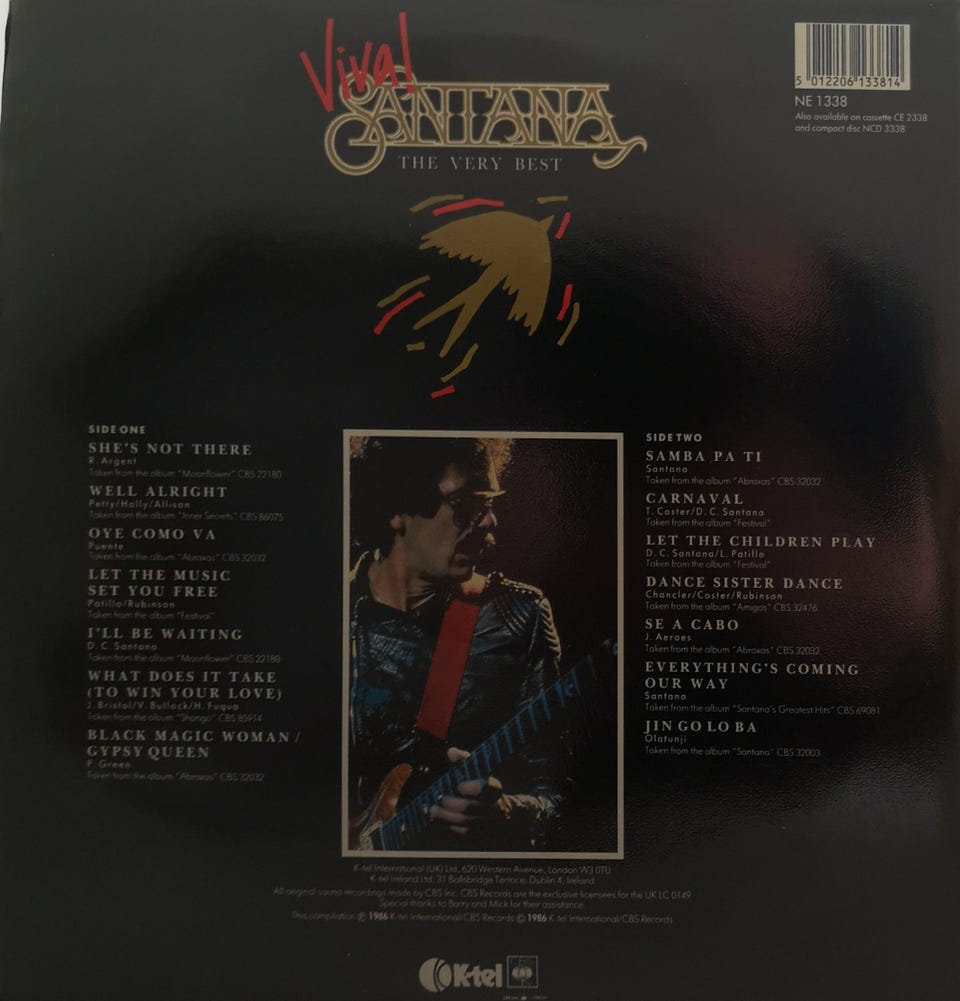 Viva!
SANTANA
THE VERY BEST
5 012206 133814
NE 1338
Also available on cassette CE 2338
and compact disc NCD 3338
SIDE ONE
SHE'S NOT THERE
R. Argent
Taken from the album "Moonflower" CBS 22180
WELL ALRIGHT
Petty/Holly/Allison
Taken from the album "Inner Secrets" CBS 86075
OYE COMO VA
Puente
Taken from the album "Abraxas" CBS 32032
LET THE MUSIC
SET YOU FREE
Patillo/Rubinson
Taken from the album "Festival"
I'LL BE WAITING
D. C. Santana
Taken from the album "Moonflower" CBS 22180
WHAT DOES IT TAKE
(TO WIN YOUR LOVE)
J. Bristol/V. Bullock/H. Fuqua
Taken from the album "Shango" CBS 85914
BLACK MAGIC WOMAN /
GYPSY QUEEN
P. Green
Taken from the album "Abraxas" CBS 32032
SIDE TWO
SAMBA PA TI
Santana
Taken from the album "Abraxas" CBS 32032
CARNAVAL
T. Coster/D. C. Santana
Taken from the album "Festival"
LET THE CHILDREN PLAY
D. C. Santana/L. Patillo
Taken from the album "Festival"
DANCE SISTER DANCE
Chancler/Coster/Rubinson
Taken from the album "Amigos" CBS 32476
SE A CABO
J. Aeraes
Taken from the album "Abraxas" CBS 32032
EVERYTHING'S COMING
OUR WAY
Santana
Taken from the album "Santana's Greatest Hits" CBS 69081
JIN GO LO BA
Olatunji
Taken from the album "Santana" CBS 32003
K-tel International (UK) Ltd, 620 Western Avenue, London W3 0TU
K-tel Ireland Ltd, 31 Ballsbridge Terrace, Dublin 4, Ireland
All original sound recordings made by CBS Inc. CBS Records are the exclusive licensees for the UK LC 0149
Special thanks to Barry and Mick for their assistance.
This compilation ℗ 1986 K-tel International/CBS Records © 1986 K-tel International/CBS Records
K-tel